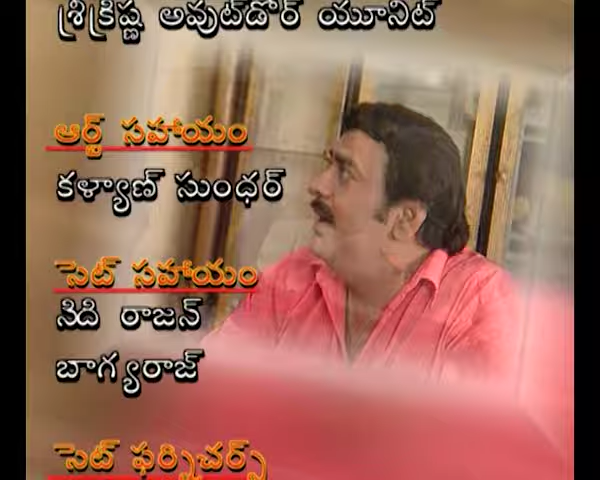 శ్రీక్రిష్ణ అవుట్‌డోర్ యూనిట్
ఆర్ట్ సహాయం
కళ్యాణ్ సుంధర్
సెట్ సహాయం
నిది రాజన్
బాగ్యరాజ్
సెట్ ఫర్నిచర్స్